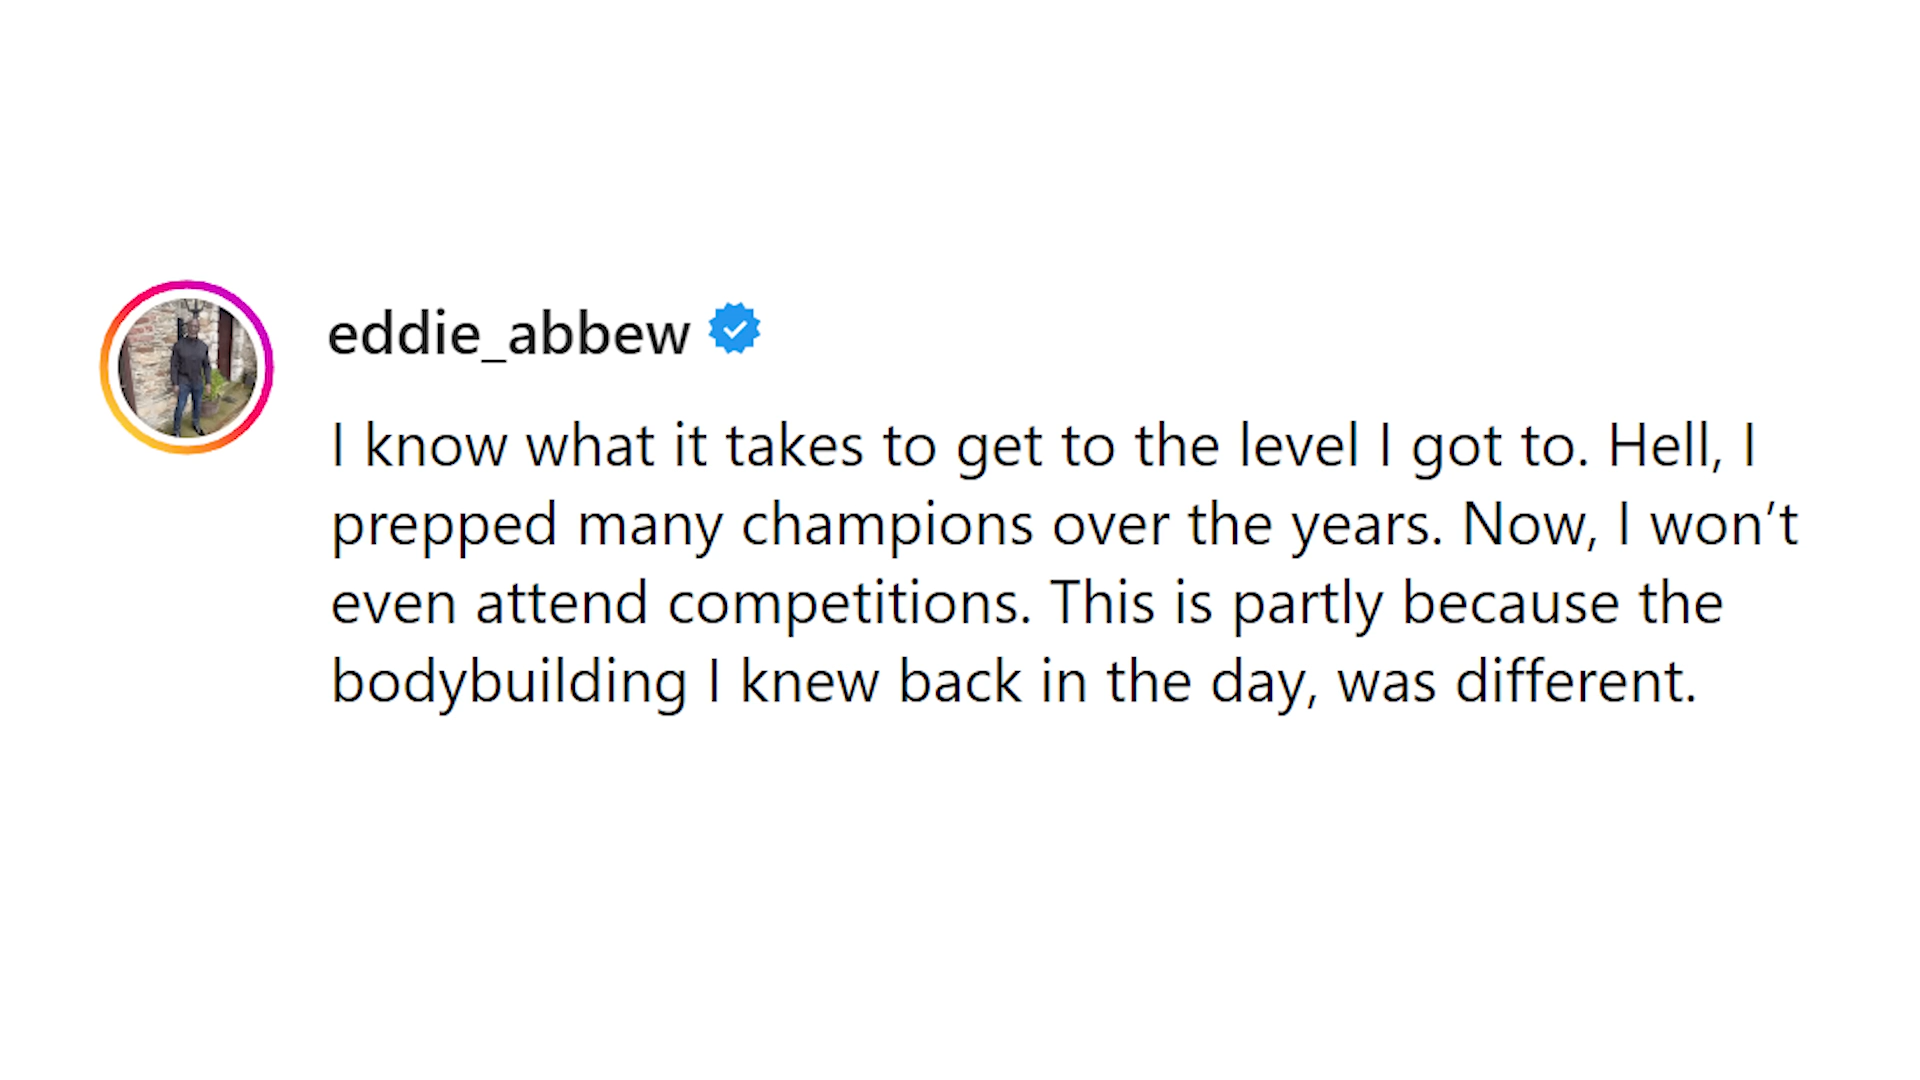 eddie_abbew
I know what it takes to get to the level I got to. Hell, I
prepped many champions over the years. Now, I won’t
even attend competitions. This is partly because the
bodybuilding I knew back in the day, was different.